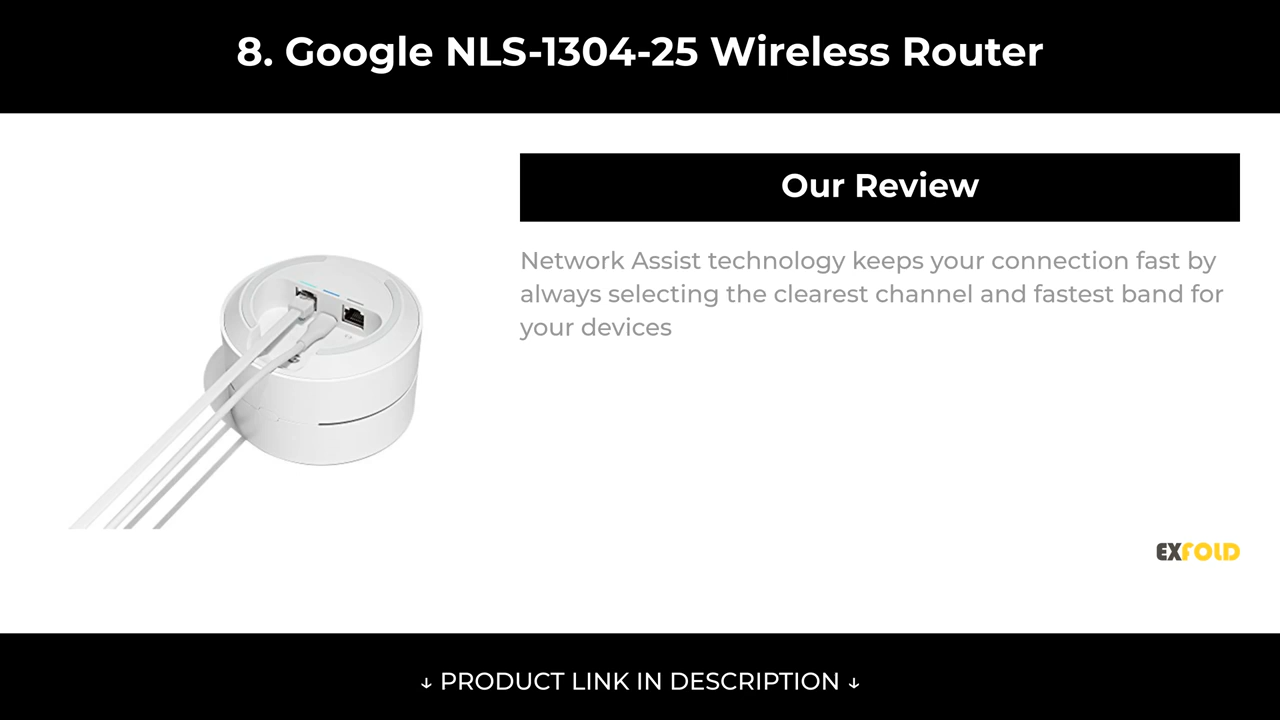 8. Google NLS-1304-25 Wireless Router
Our Review
Network Assist technology keeps your connection fast by
always selecting the clearest channel and fastest band for
your devices
EXFOLD
↓ PRODUCT LINK IN DESCRIPTION ↓